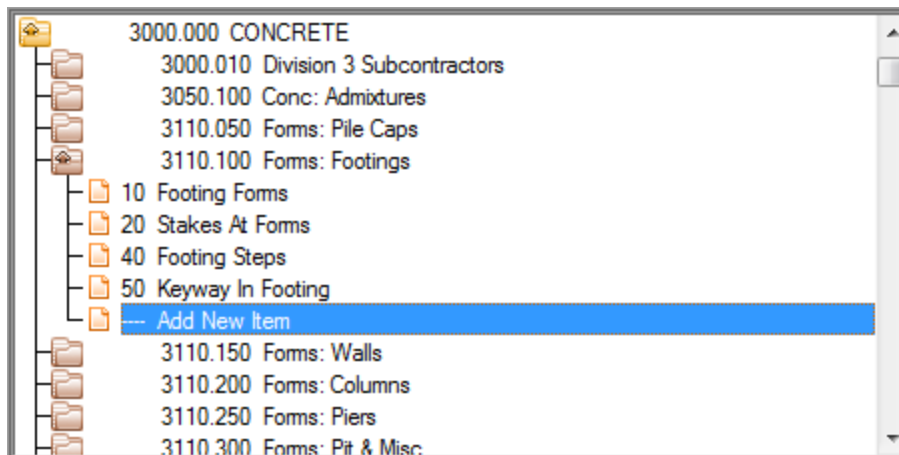 3000.000 CONCRETE
3000.010 Division 3 Subcontractors
3050.100 Conc: Admixtures
3110.050 Forms: Pile Caps
3110.100 Forms: Footings
10 Footing Forms
20 Stakes At Forms
40 Footing Steps
50 Keyway In Footing
---- Add New Item
3110.150 Forms: Walls
3110.200 Forms: Columns
3110.250 Forms: Piers
3110.300 Forms: Pit & Misc